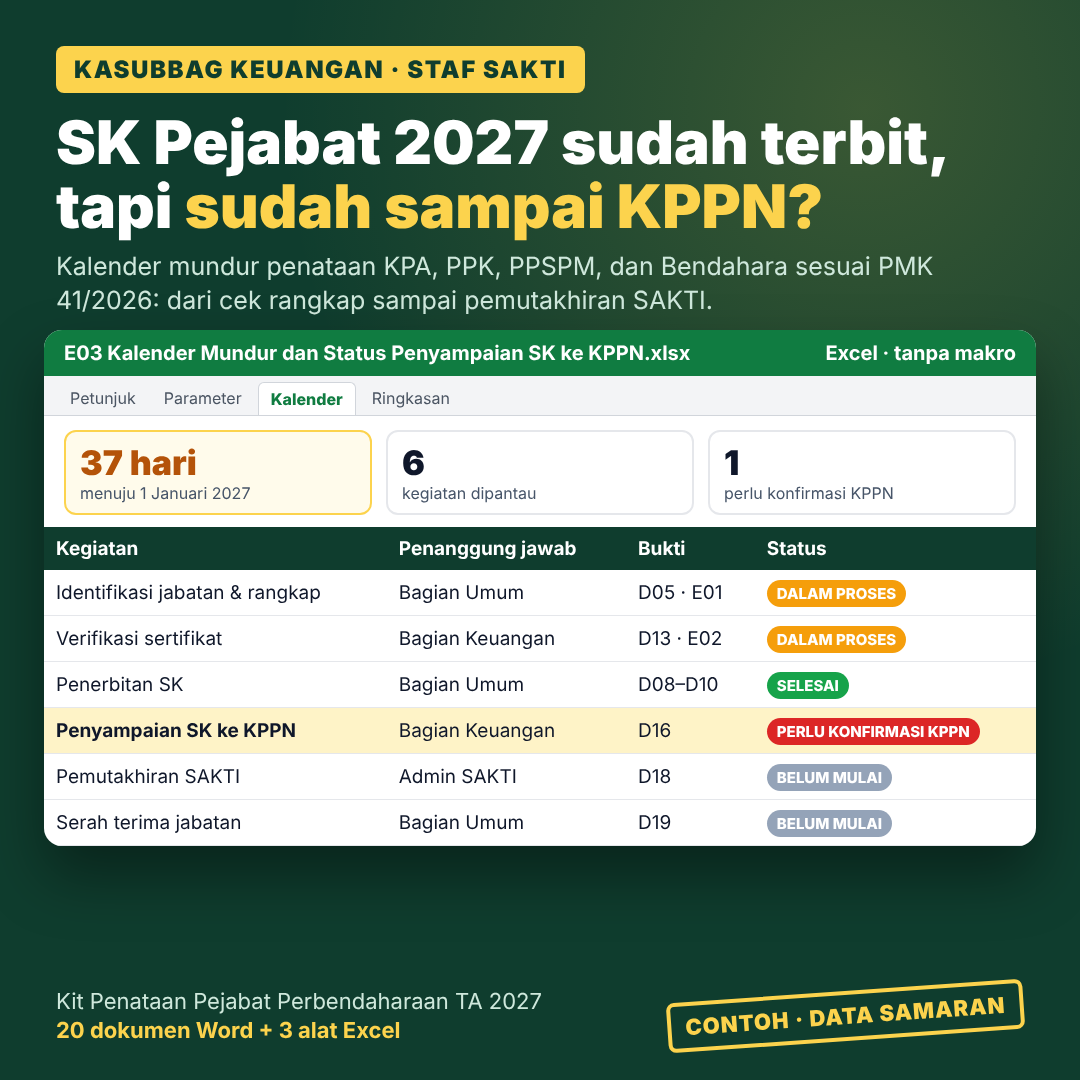 KASUBBAG KEUANGAN · STAF SAKTI
SK Pejabat 2027 sudah terbit,
tapi sudah sampai KPPN?
Kalender mundur penataan KPA, PPK, PPSPM, dan Bendahara sesuai PMK
41/2026: dari cek rangkap sampai pemutakhiran SAKTI.
E03 Kalender Mundur dan Status Penyampaian SK ke KPPN.xlsx Excel · tanpa makro
Petunjuk Parameter Kalender Ringkasan
37 hari 6 1
menuju 1 Januari 2027 kegiatan dipantau perlu konfirmasi KPPN
Kegiatan Penanggung jawab Bukti Status
Identifikasi jabatan & rangkap Bagian Umum D05 · E01 DALAM PROSES
Verifikasi sertifikat Bagian Keuangan D13 · E02 DALAM PROSES
Penerbitan SK Bagian Umum D08–D10 SELESAI
Penyampaian SK ke KPPN Bagian Keuangan D16 PERLU KONFIRMASI KPPN
Pemutakhiran SAKTI Admin SAKTI D18 BELUM MULAI
Serah terima jabatan Bagian Umum D19 BELUM MULAI
Kit Penataan Pejabat Perbendaharaan TA 2027
20 dokumen Word + 3 alat Excel
CONTOH · DATA SAMARAN